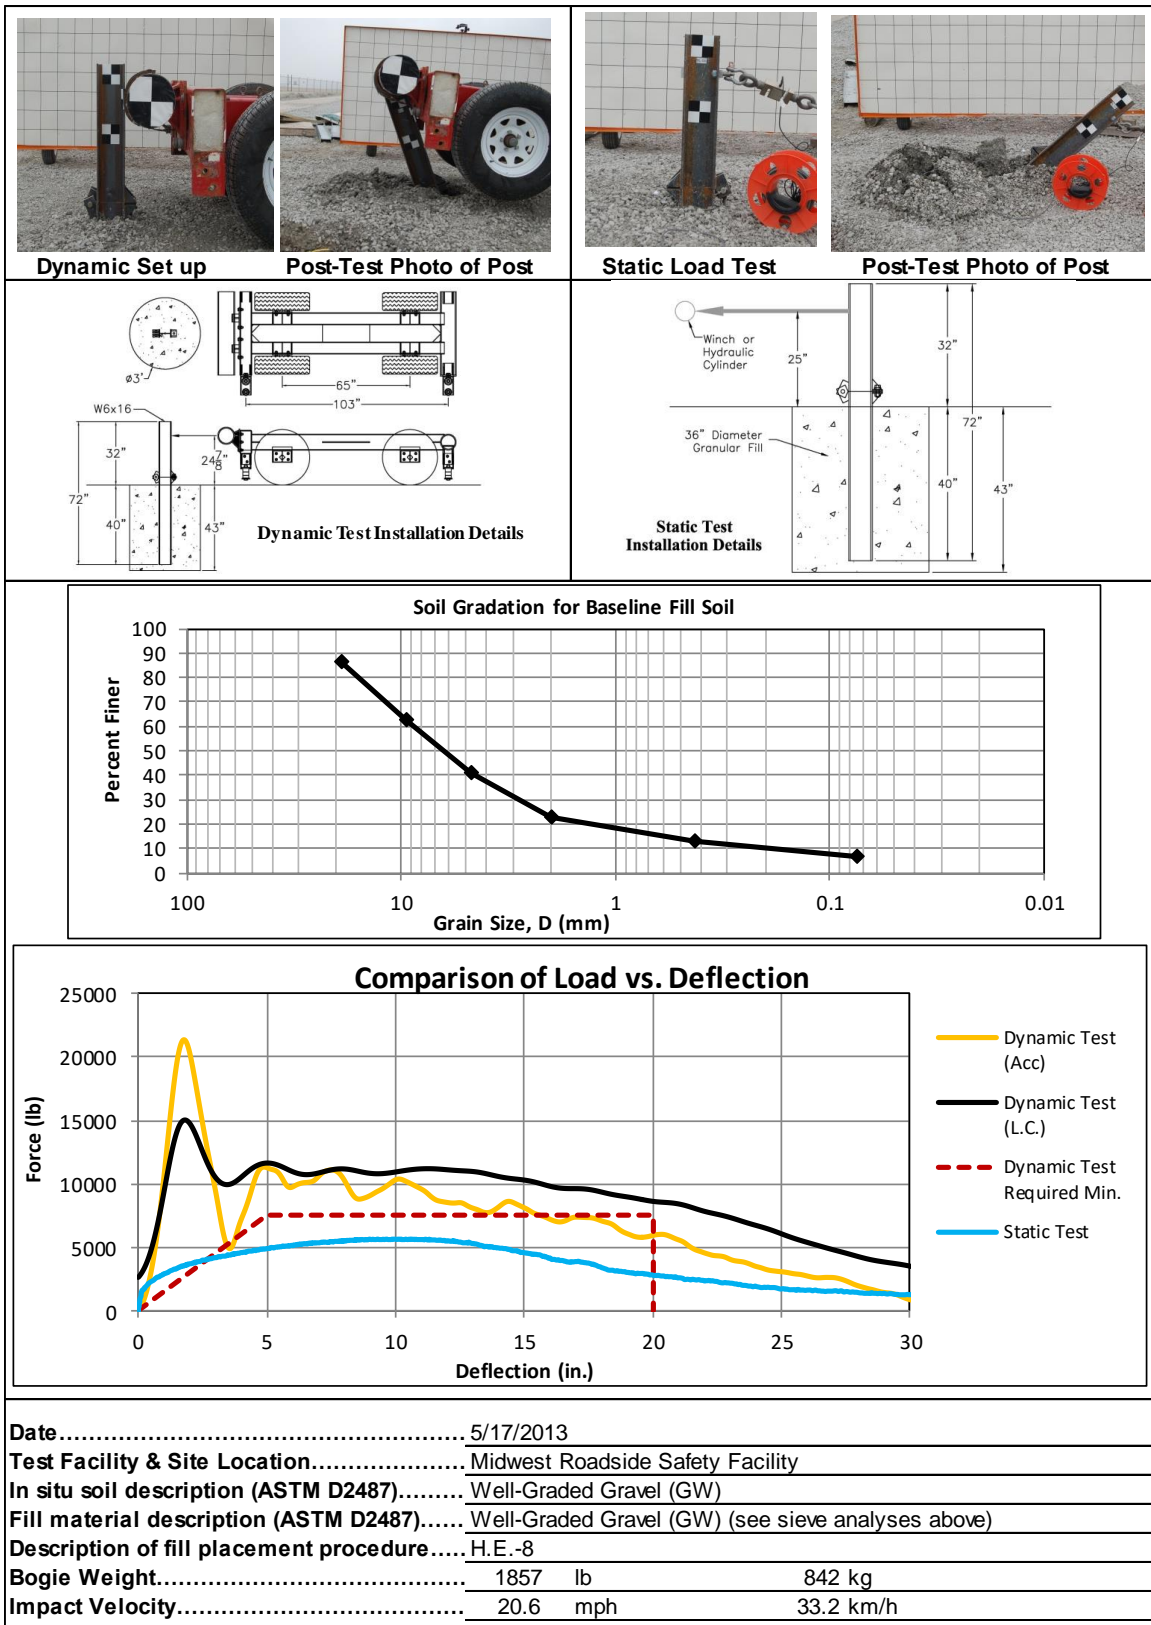 Dynamic Set up
Post-Test Photo of Post
Static Load Test
Post-Test Photo of Post
ø3'
65"
103"
W6x16
32"
24 7/8"
72"
40"
43"
Dynamic Test Installation Details
Winch or
Hydraulic
Cylinder
25"
32"
72"
36" Diameter
Granular Fill
40"
43"
Static Test
Installation Details
Soil Gradation for Baseline Fill Soil
Percent Finer
100
90
80
70
60
50
40
30
20
10
0
100 10 1 0.1 0.01
Grain Size, D (mm)
Comparison of Load vs. Deflection
Force (lb)
25000
20000
15000
10000
5000
0
0 5 10 15 20 25 30
Deflection (in.)
Dynamic Test
(Acc)
Dynamic Test
(L.C.)
Dynamic Test
Required Min.
Static Test
Date....................................................... 5/17/2013
Test Facility & Site Location..................... Midwest Roadside Safety Facility
In situ soil description (ASTM D2487)......... Well-Graded Gravel (GW)
Fill material description (ASTM D2487)...... Well-Graded Gravel (GW) (see sieve analyses above)
Description of fill placement procedure..... H.E.-8
Bogie Weight.......................................... 1857 lb 842 kg
Impact Velocity....................................... 20.6 mph 33.2 km/h